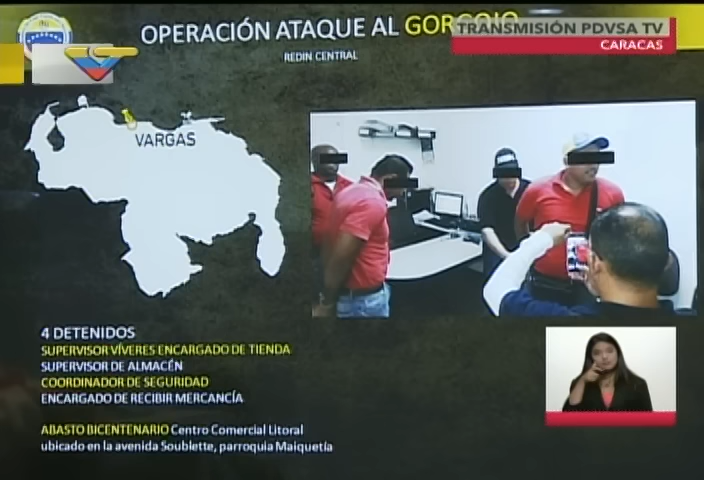 OPERACIÓN ATAQUE AL GORGOJO
TRANSMISIÓN PDVSA TV
CARACAS
REDIN CENTRAL
VARGAS
4 DETENIDOS
SUPERVISOR VÍVERES ENCARGADO DE TIENDA
SUPERVISOR DE ALMACÉN
COORDINADOR DE SEGURIDAD
ENCARGADO DE RECIBIR MERCANCÍA
ABASTO BICENTENARIO Centro Comercial Litoral
ubicado en la avenida Soublette, parroquia Maiquetía